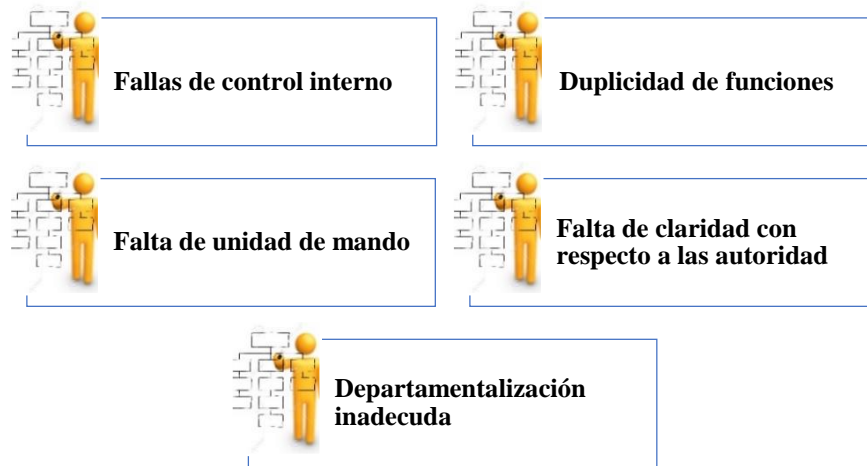 Fallas de control interno
Duplicidad de funciones
Falta de unidad de mando
Falta de claridad con
respecto a las autoridad
Departamentalización
inadecuda